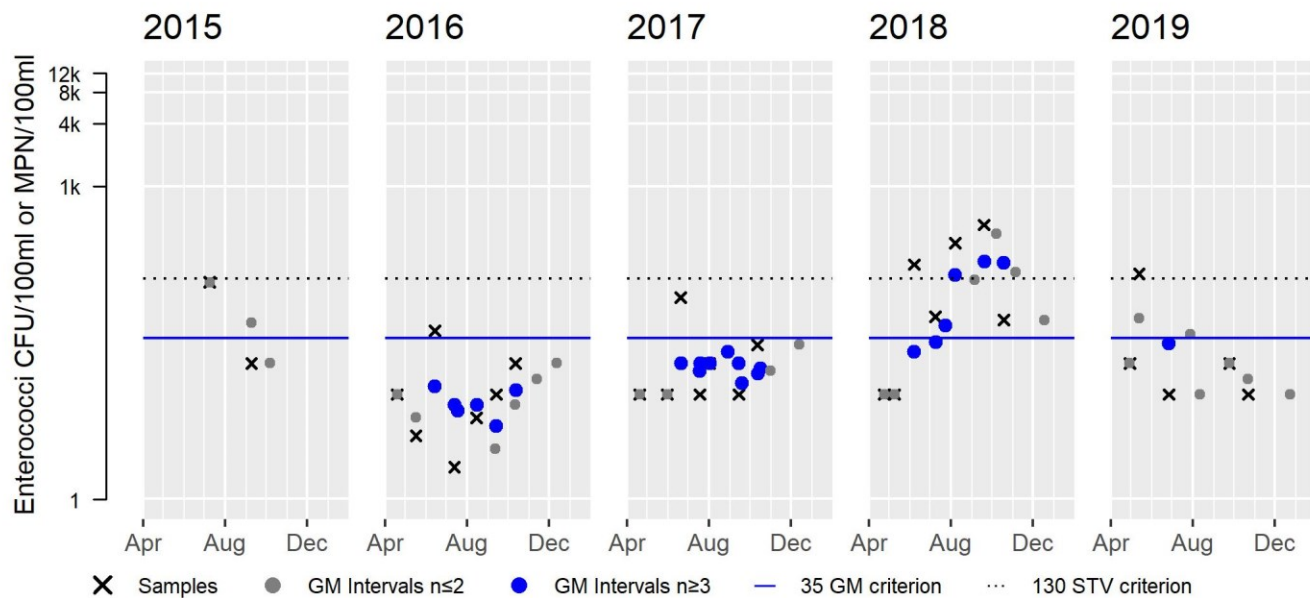 2015 2016 2017 2018 2019
Enterococci CFU/100ml or MPN/100ml
12k
8k
4k
1k
1
Apr Aug Dec Apr Aug Dec Apr Aug Dec Apr Aug Dec Apr Aug Dec
Samples GM Intervals n≤2 GM Intervals n≥3 35 GM criterion 130 STV criterion